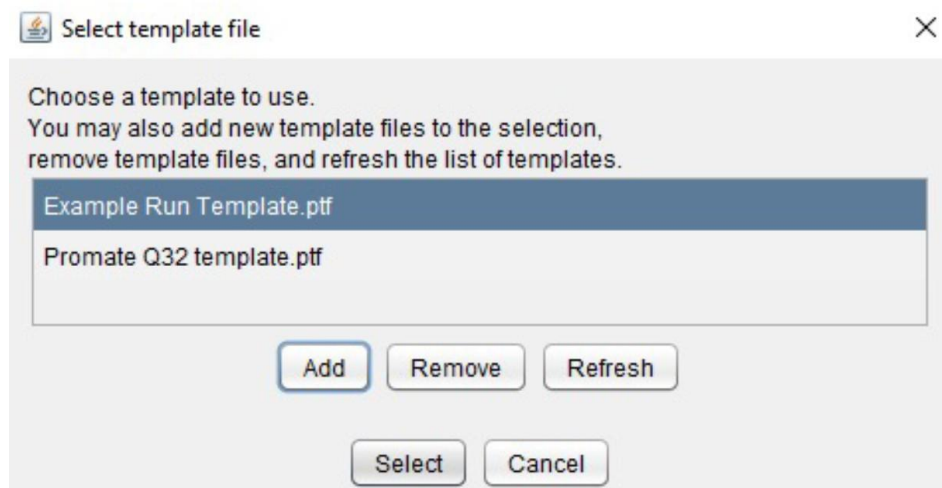 Select template file
Choose a template to use.
You may also add new template files to the selection,
remove template files, and refresh the list of templates.
Example Run Template.ptf
Promate Q32 template.ptf
Add Remove Refresh
Select Cancel